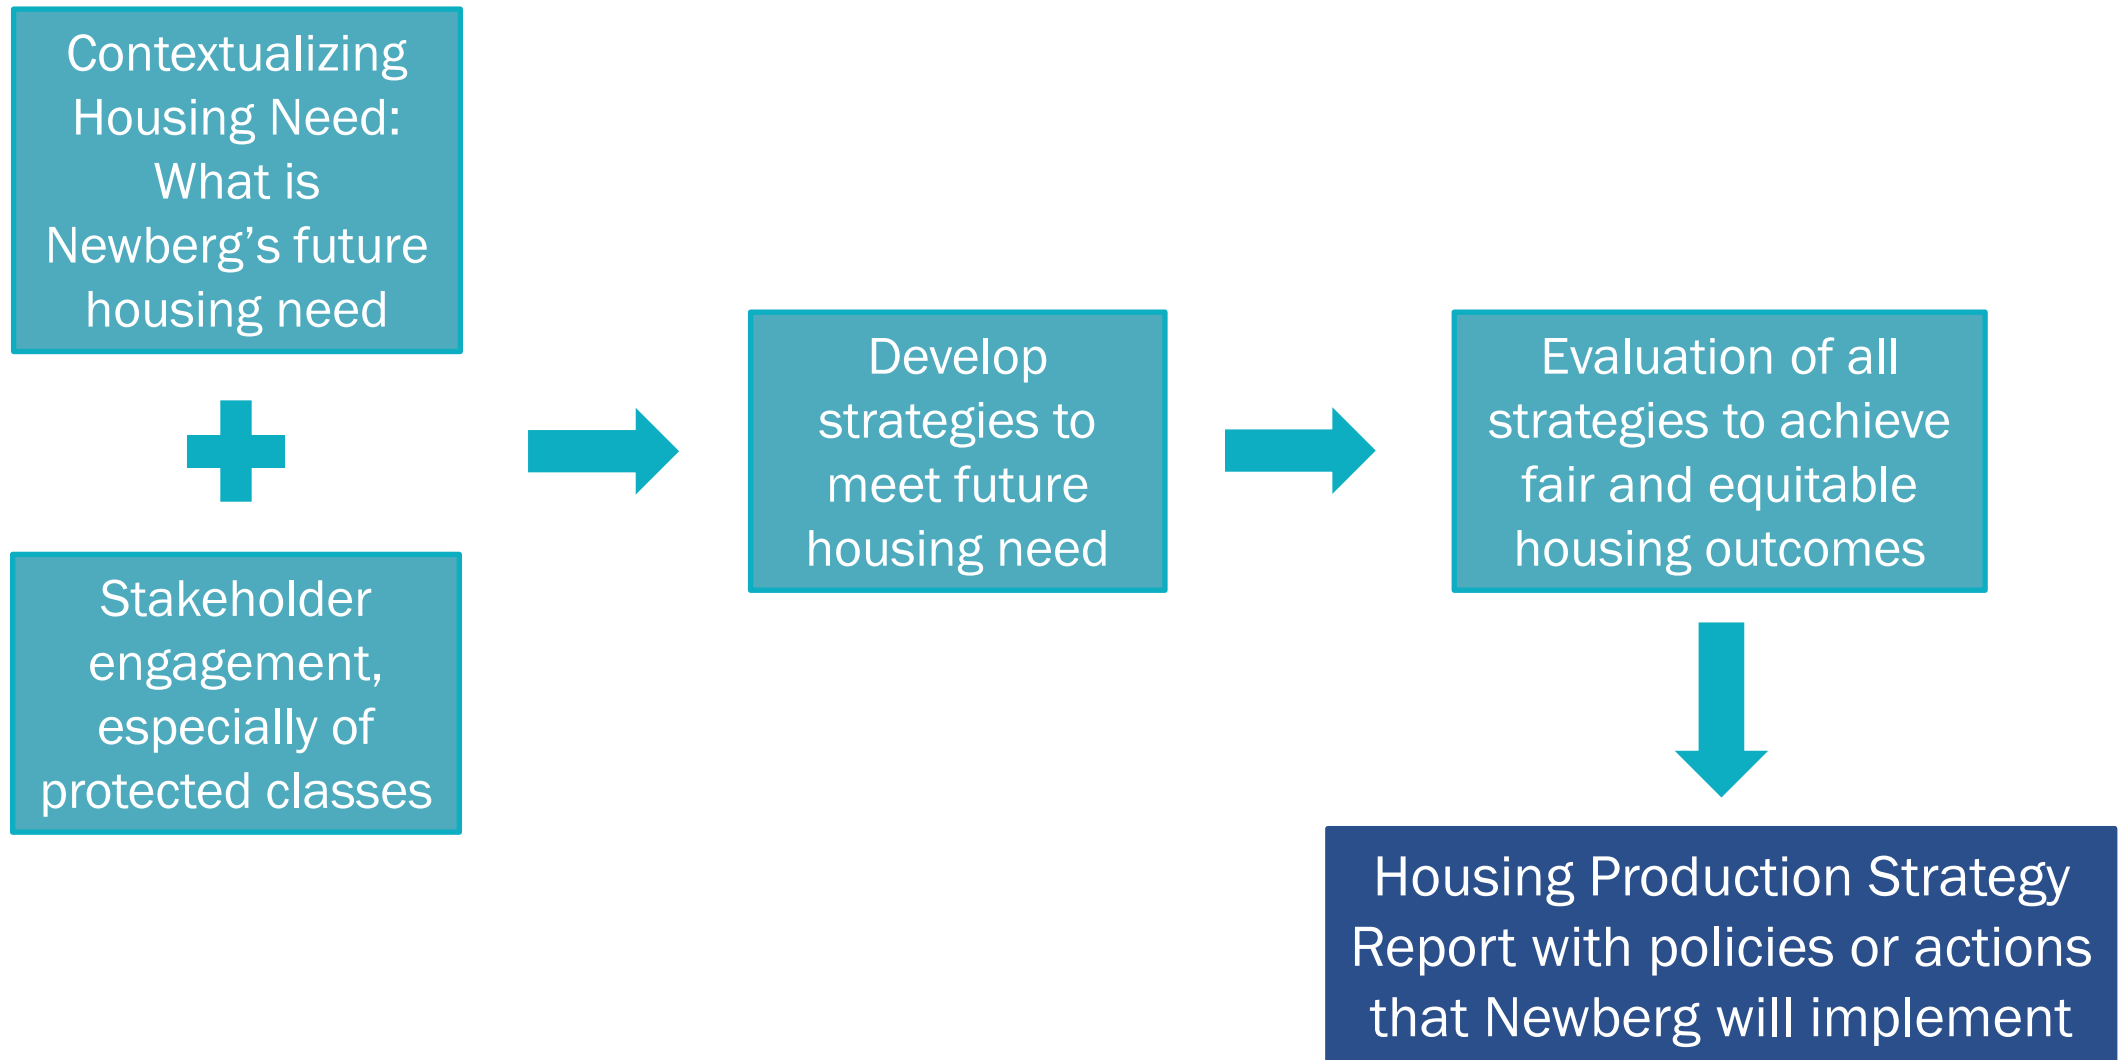 Contextualizing
Housing Need:
What is
Newberg’s future
housing need
Stakeholder
engagement,
especially of
protected classes
Develop
strategies to
meet future
housing need
Evaluation of all
strategies to achieve
fair and equitable
housing outcomes
Housing Production Strategy
Report with policies or actions
that Newberg will implement